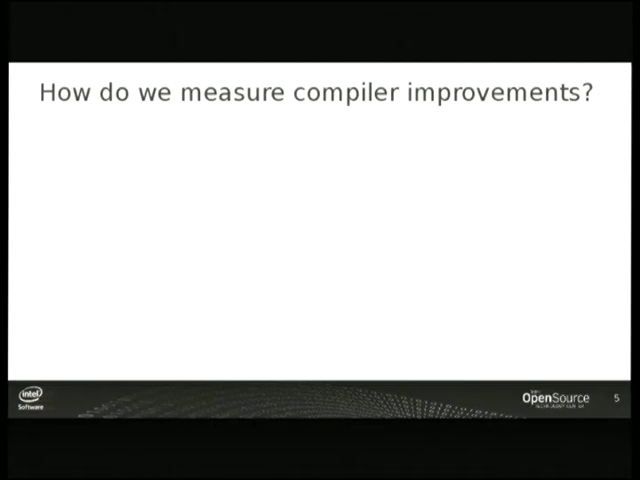 How do we measure compiler improvements?
intel
Software
OpenSource
5